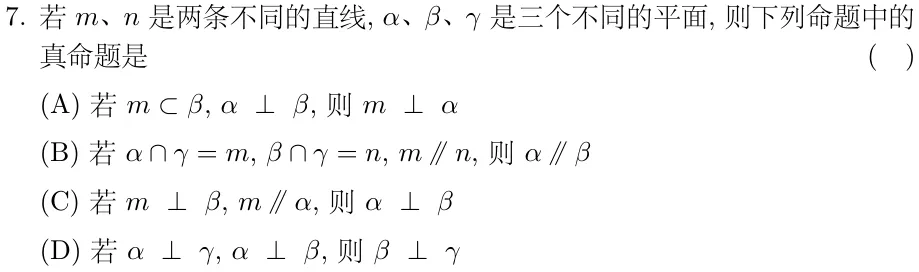 7. 若 m、n 是两条不同的直线, α、β、γ 是三个不同的平面, 则下列命题中的
真命题是 ( )
(A) 若 m ⊂ β, α ⊥ β, 则 m ⊥ α
(B) 若 α ∩ γ = m, β ∩ γ = n, m ∥ n, 则 α ∥ β
(C) 若 m ⊥ β, m ∥ α, 则 α ⊥ β
(D) 若 α ⊥ γ, α ⊥ β, 则 β ⊥ γ